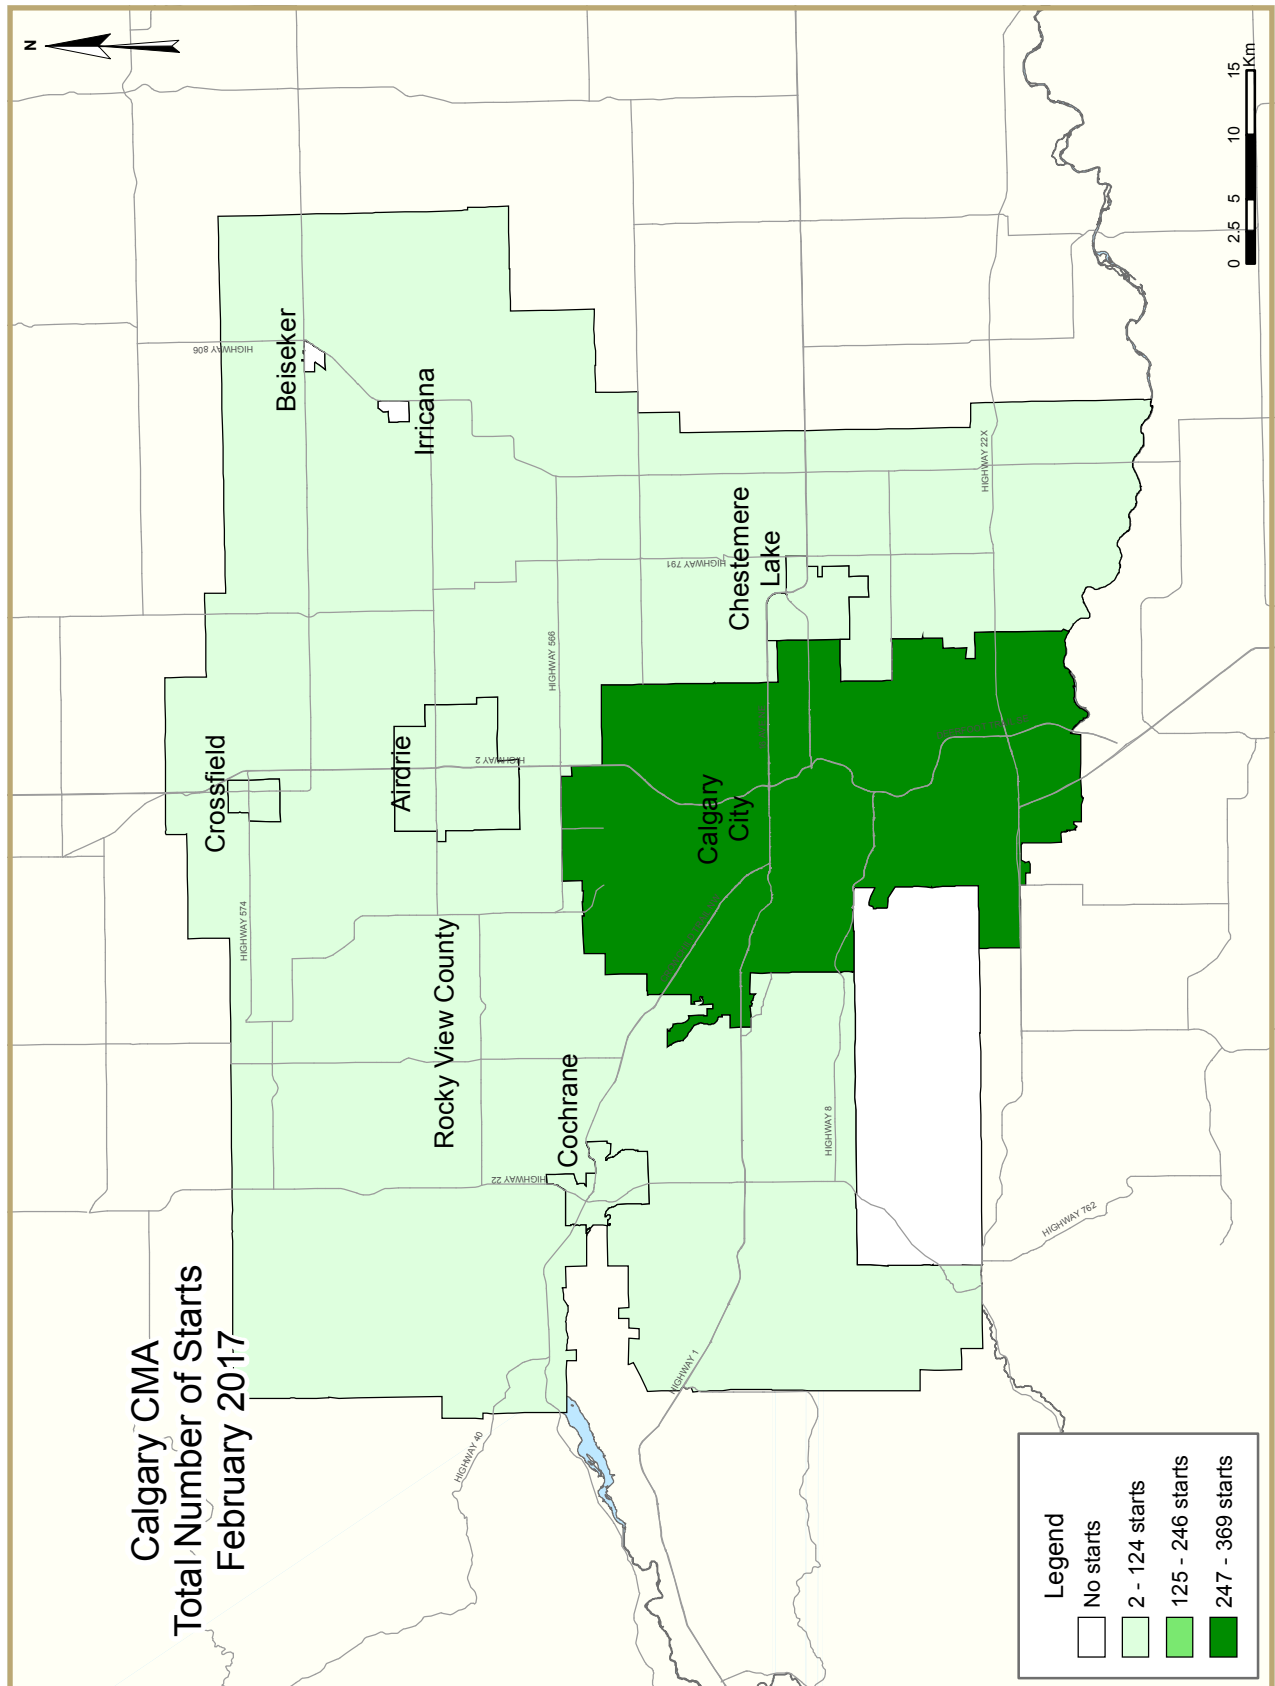 Calgary CMA
Total Number of Starts
February 2017
N
Crossfield
Beiseker
Irricana
Airdrie
Rocky View County
Cochrane
Calgary
City
Chestemere
Lake
HIGHWAY 806
HIGHWAY 574
HIGHWAY 2
HIGHWAY 566
HIGHWAY 791
HIGHWAY 22X
HIGHWAY 22
HIGHWAY 8
HIGHWAY 1
HIGHWAY 40
HIGHWAY 762
Legend
No starts
2 - 124 starts
125 - 246 starts
247 - 369 starts
0 2.5 5 10 15
Km